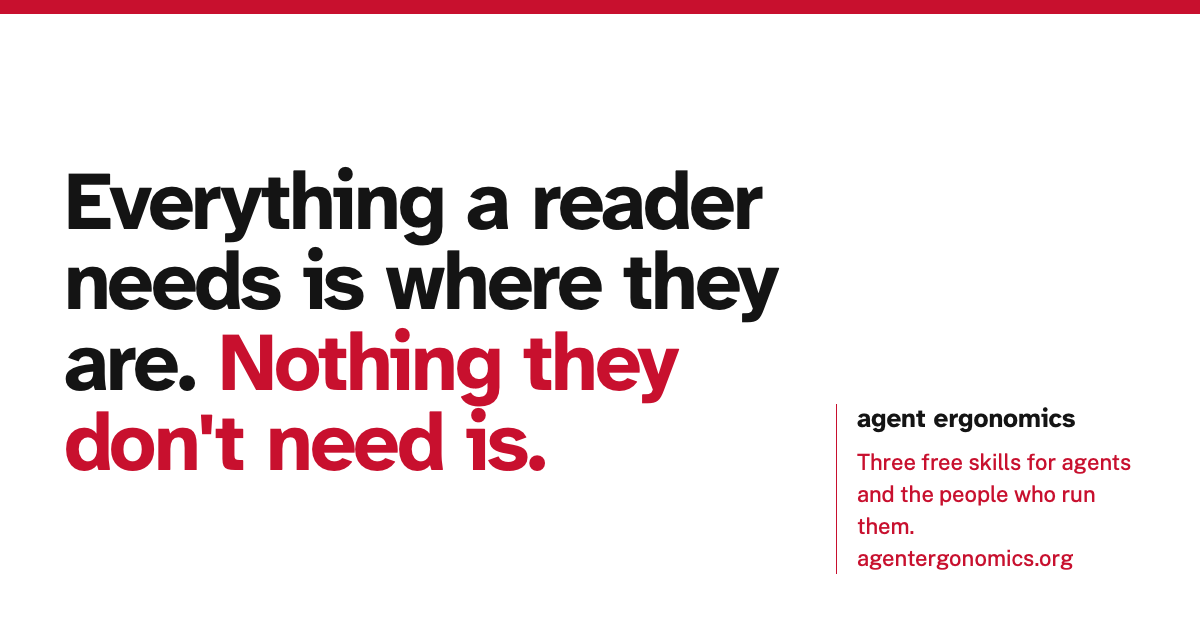 Everything a reader
needs is where they
are. Nothing they
don't need is.
agent ergonomics
Three free skills for agents
and the people who run
them.
agentergonomics.org